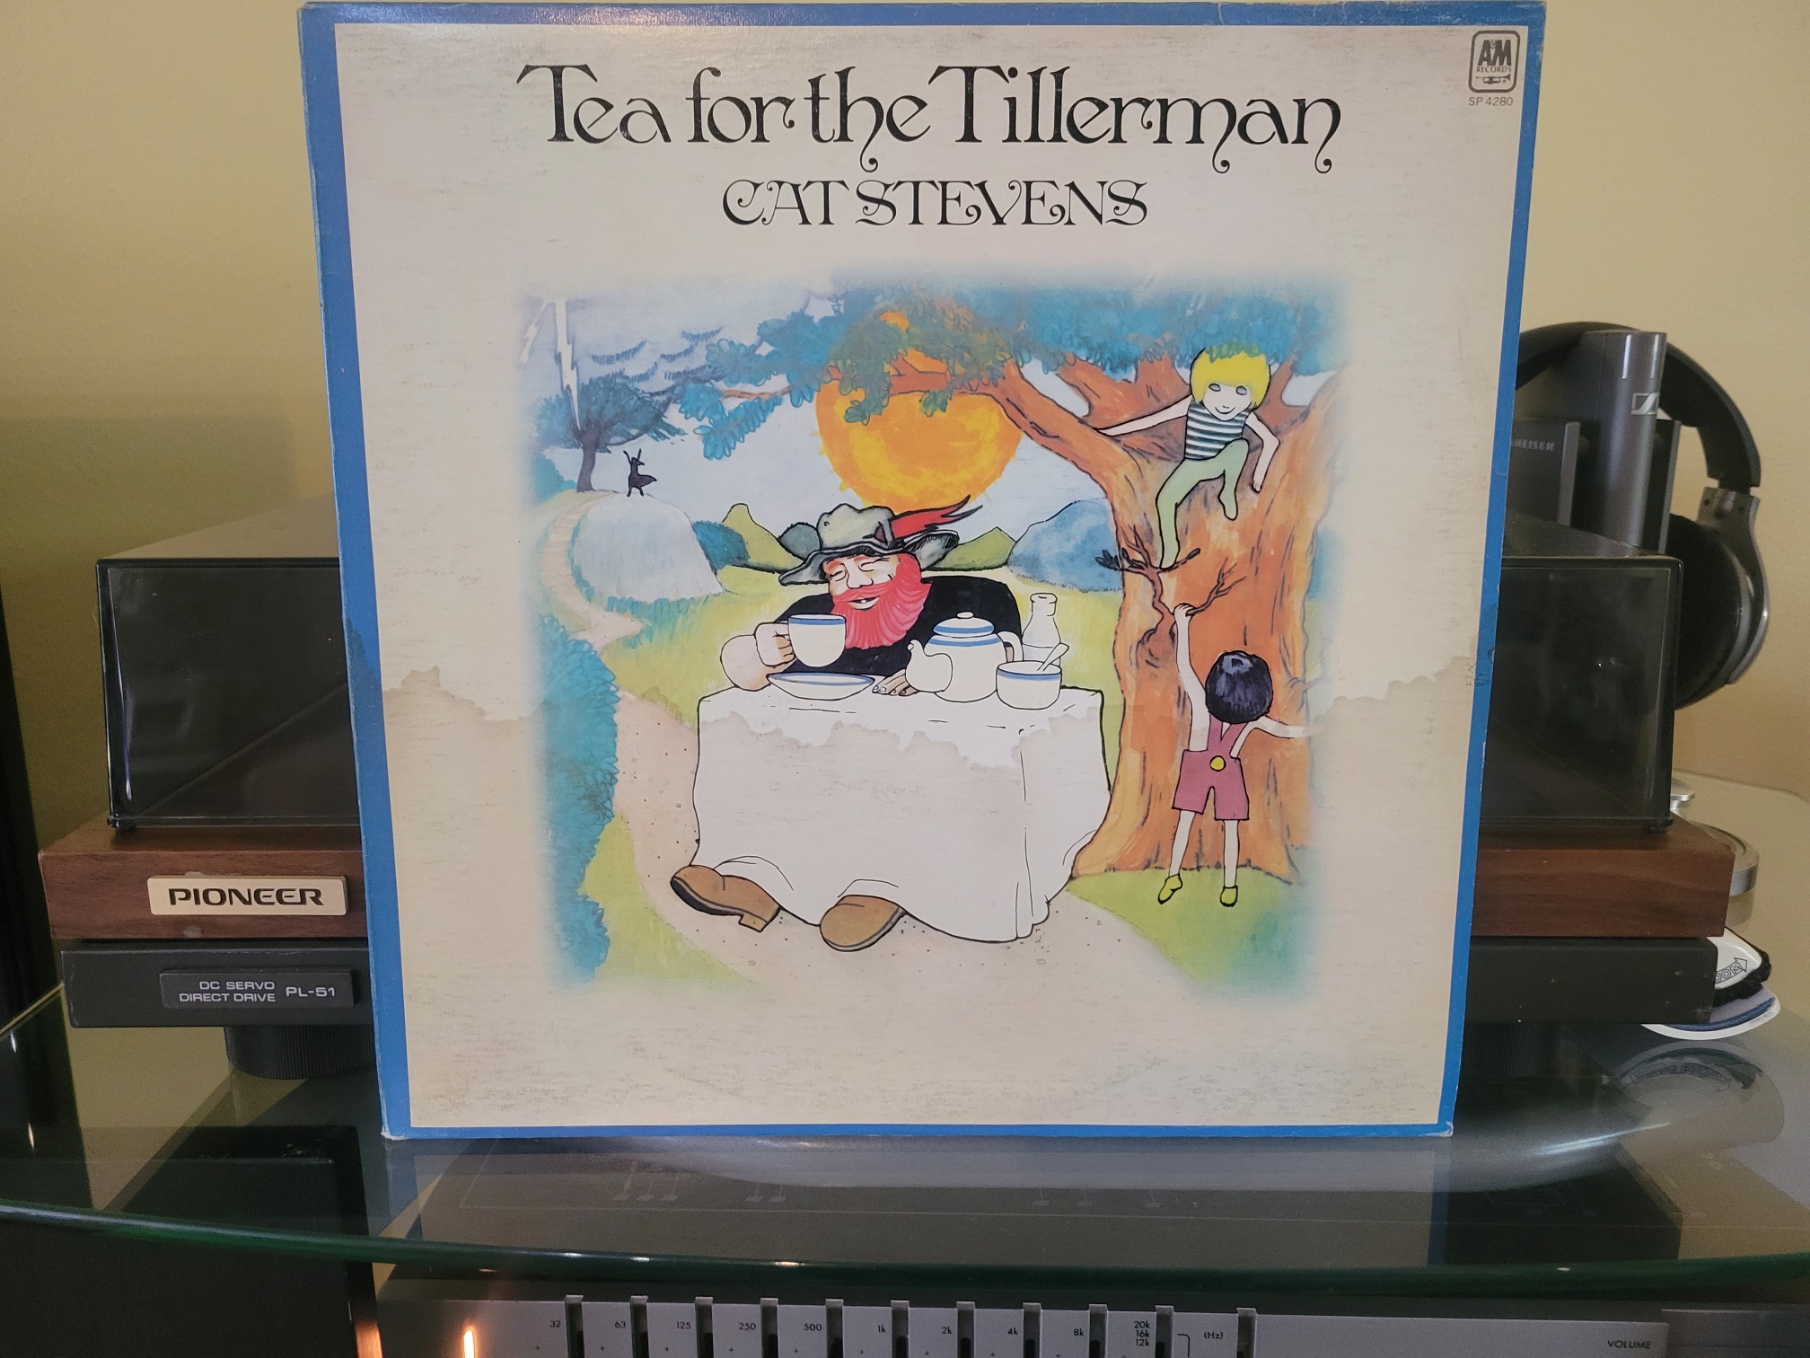 Tea for the Tillerman
CAT STEVENS
A&M
RECORDS
SP 4280
PIONEER
DC SERVO
DIRECT DRIVE PL-51
32 63 125 250 500 1k 2k 4k 8k 20k
16k
12k
(Hz)
VOLUME